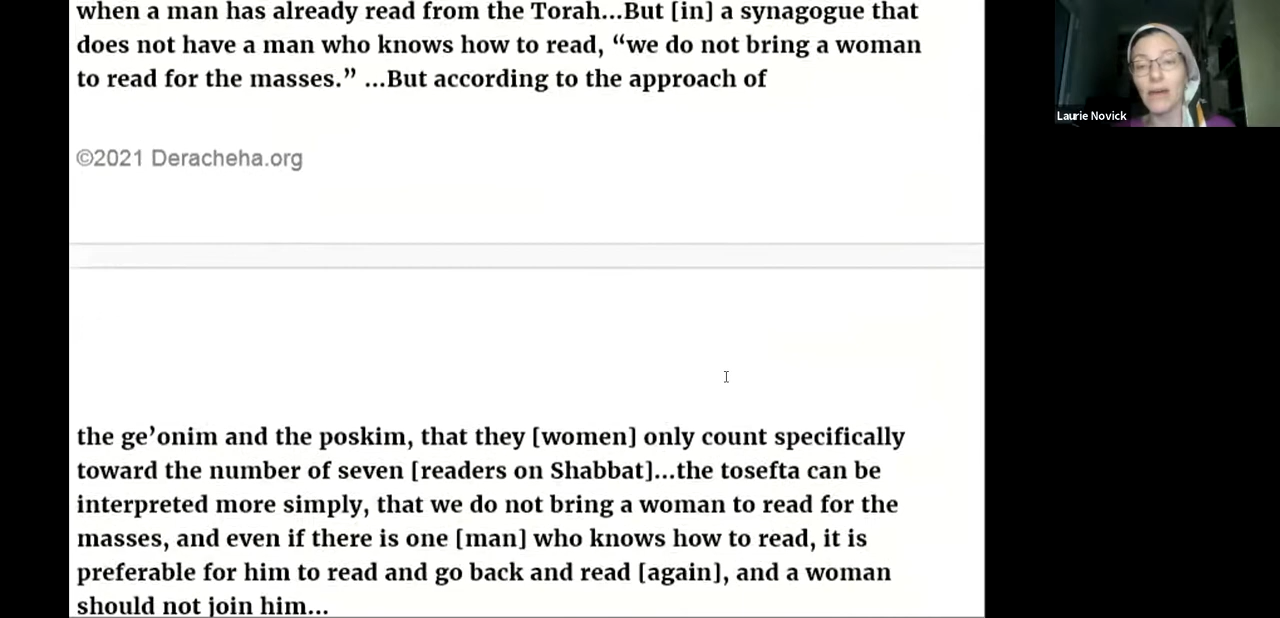 when a man has already read from the Torah...But [in] a synagogue that
does not have a man who knows how to read, “we do not bring a woman
to read for the masses.” ...But according to the approach of
©2021 Deracheha.org
the ge’onim and the poskim, that they [women] only count specifically
toward the number of seven [readers on Shabbat]...the tosefta can be
interpreted more simply, that we do not bring a woman to read for the
masses, and even if there is one [man] who knows how to read, it is
preferable for him to read and go back and read [again], and a woman
should not join him...
Laurie Novick